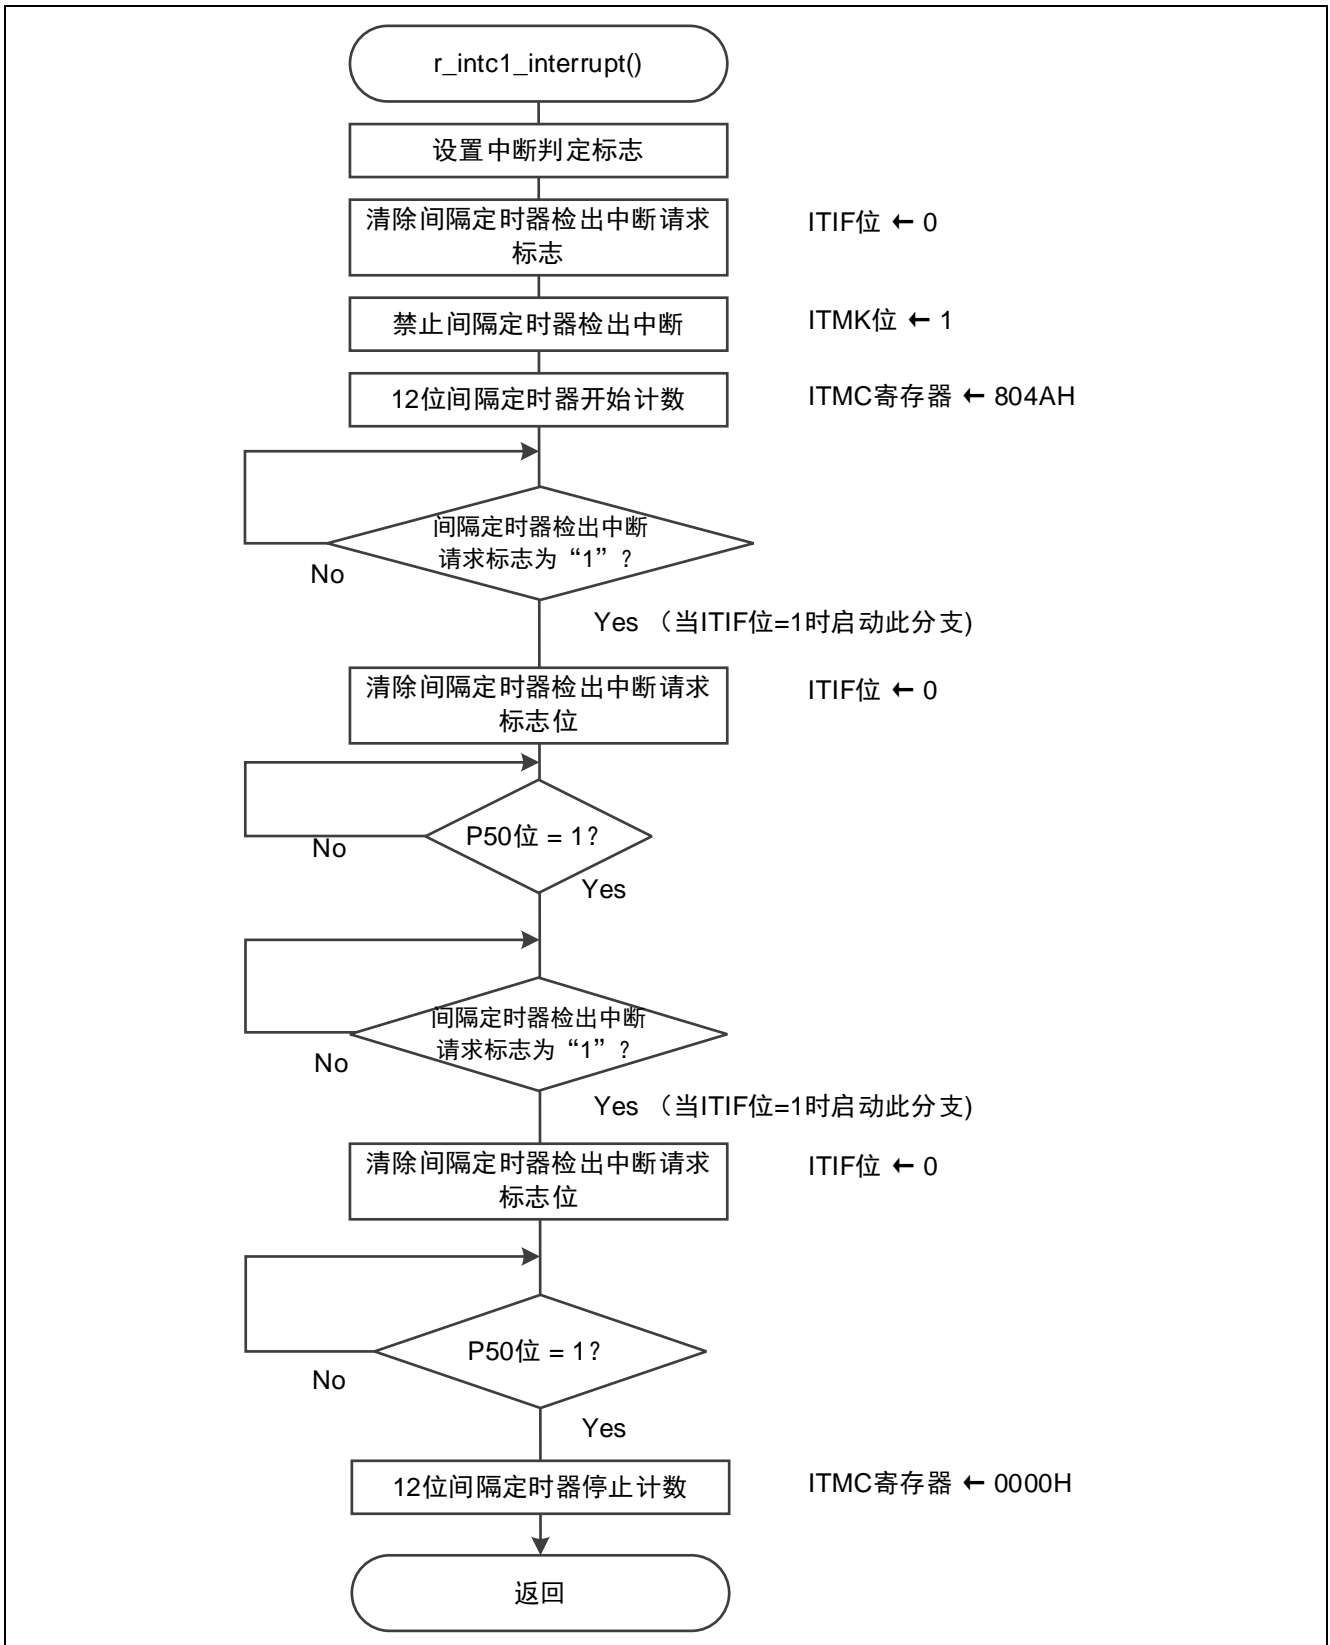 r_intc1_interrupt()
设置中断判定标志
清除间隔定时器检出中断请求
标志
ITIF位 ← 0
禁止间隔定时器检出中断
ITMK位 ← 1
12位间隔定时器开始计数
ITMC寄存器 ← 804AH
间隔定时器检出中断
请求标志为“1”?
No
Yes (当ITIF位=1时启动此分支)
清除间隔定时器检出中断请求
标志位
ITIF位 ← 0
P50位 = 1?
No
Yes
间隔定时器检出中断
请求标志为“1”?
No
Yes (当ITIF位=1时启动此分支)
清除间隔定时器检出中断请求
标志位
ITIF位 ← 0
P50位 = 1?
No
Yes
12位间隔定时器停止计数
ITMC寄存器 ← 0000H
返回